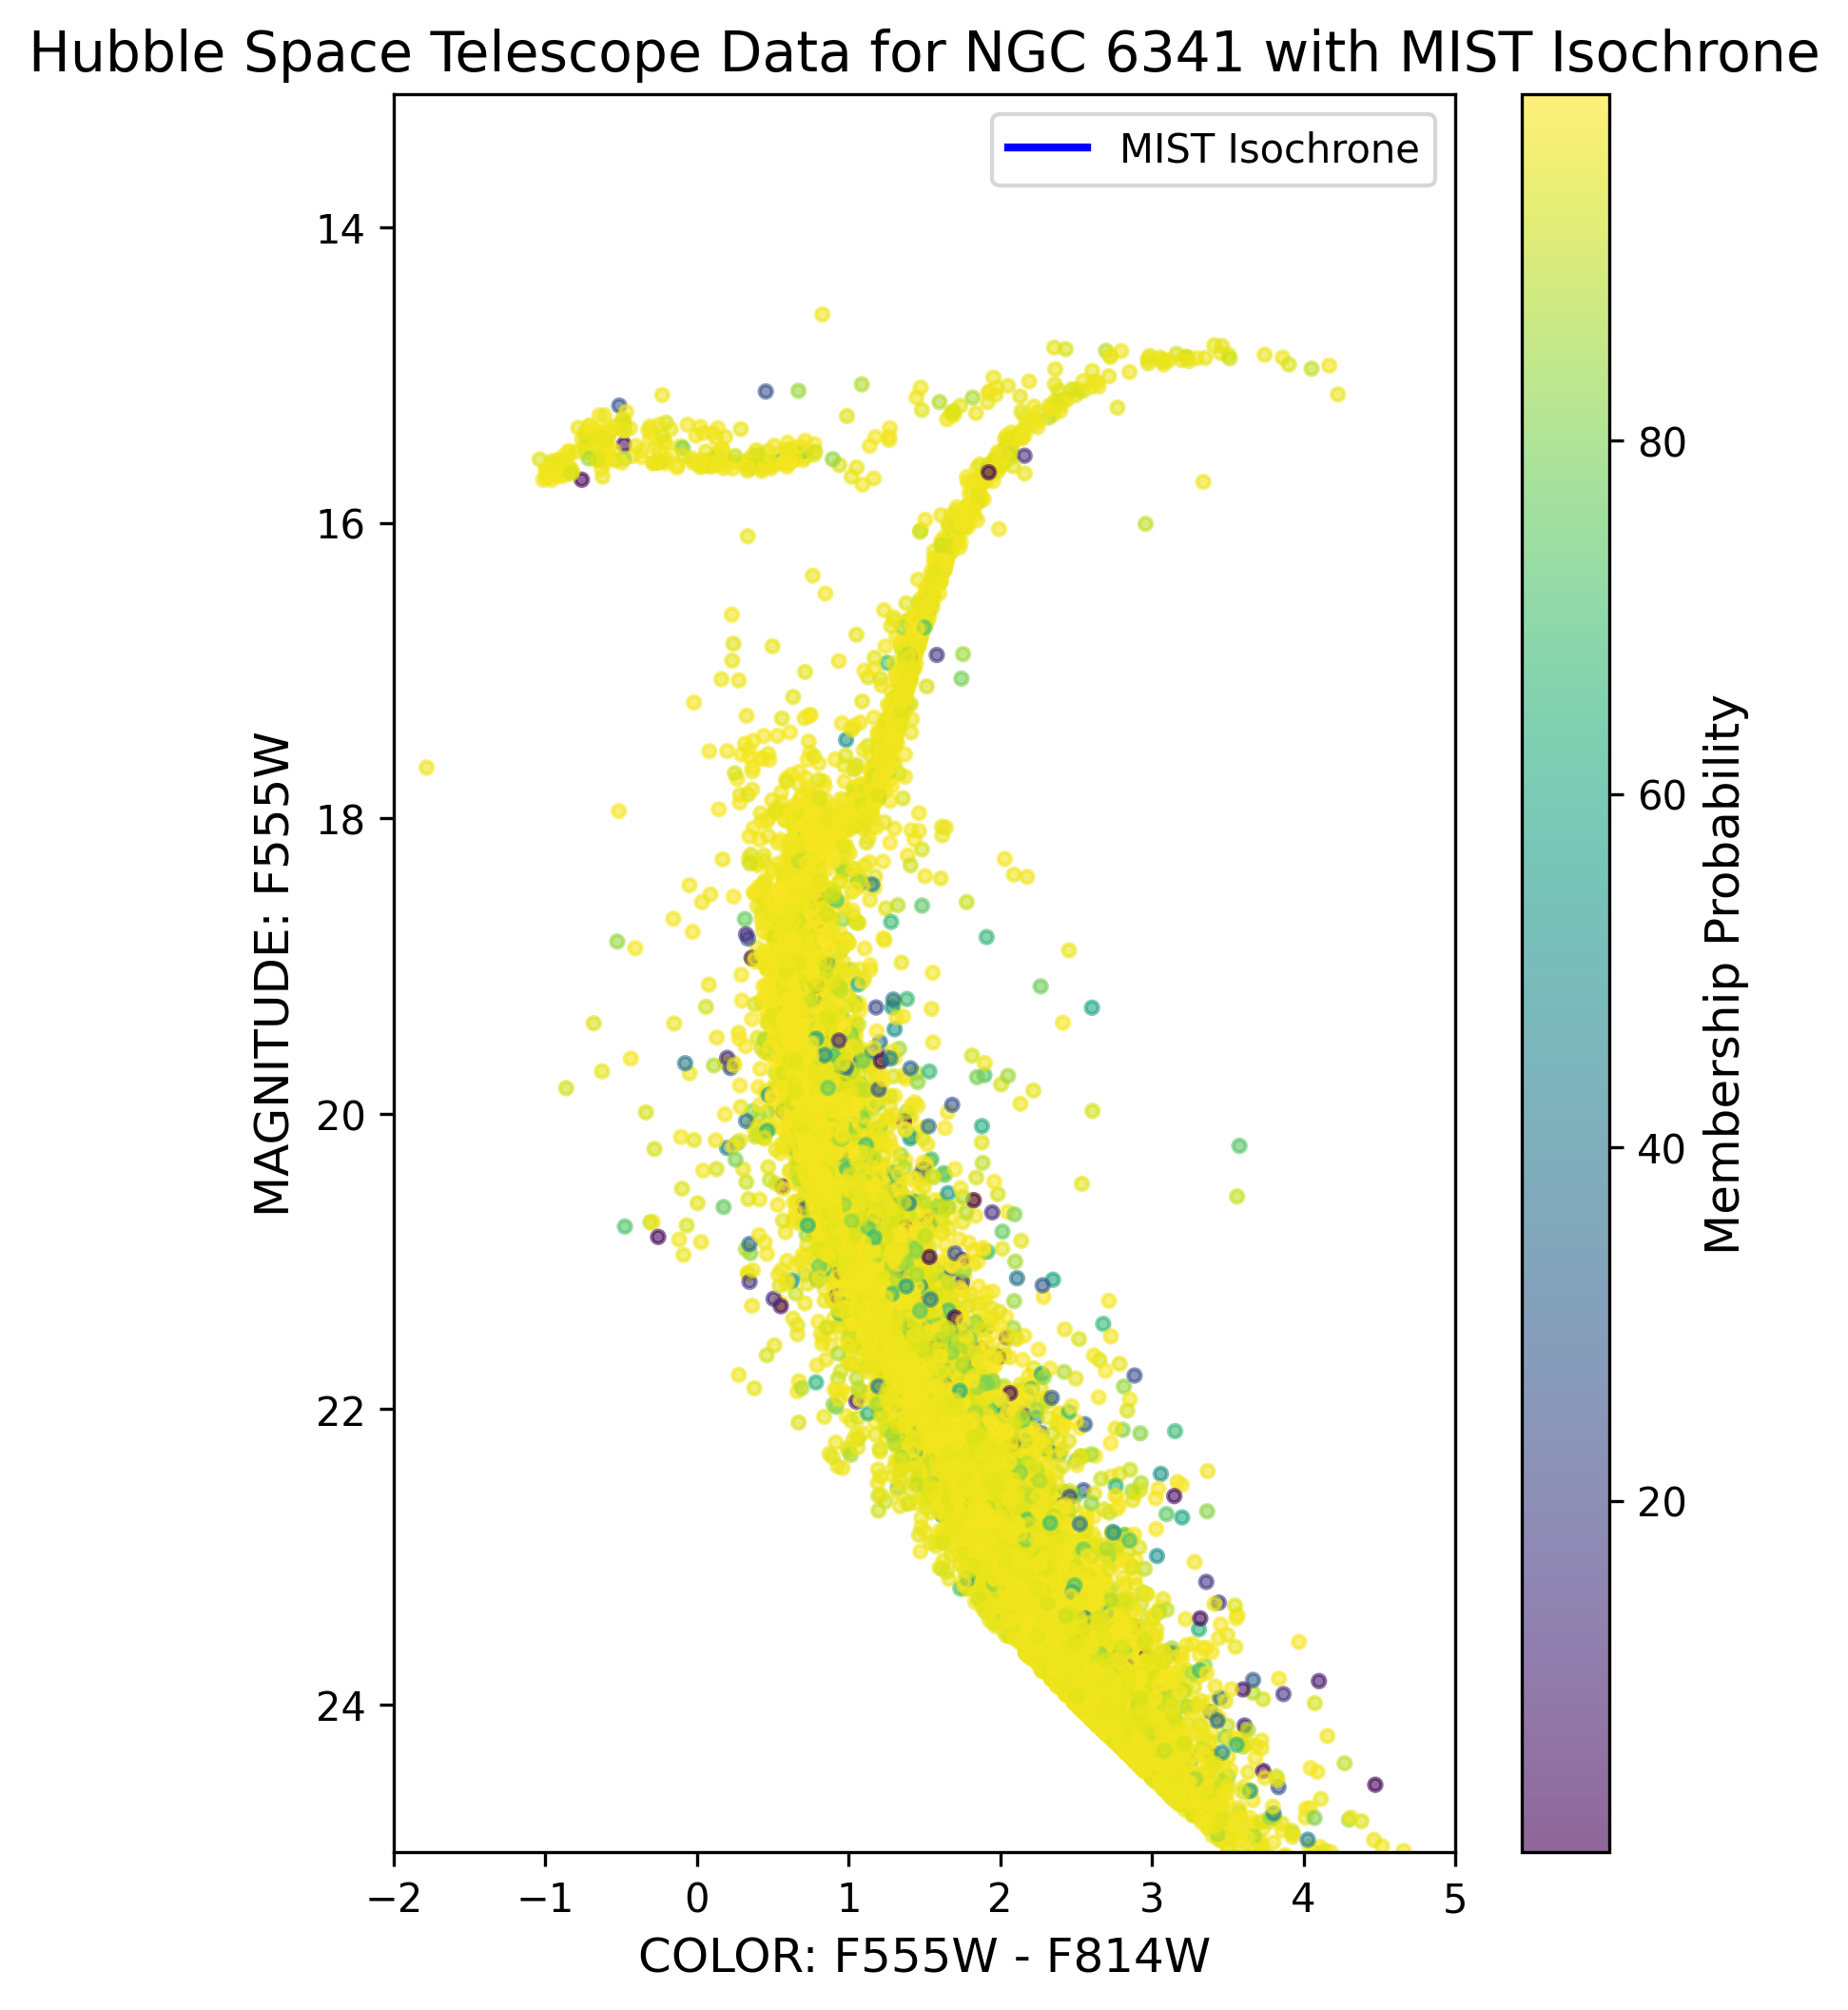 Hubble Space Telescope Data for NGC 6341 with MIST Isochrone
MIST Isochrone
14
16
18
20
22
24
MAGNITUDE: F555W
−2 −1 0 1 2 3 4 5
COLOR: F555W - F814W
80
60
40
20
Membership Probability